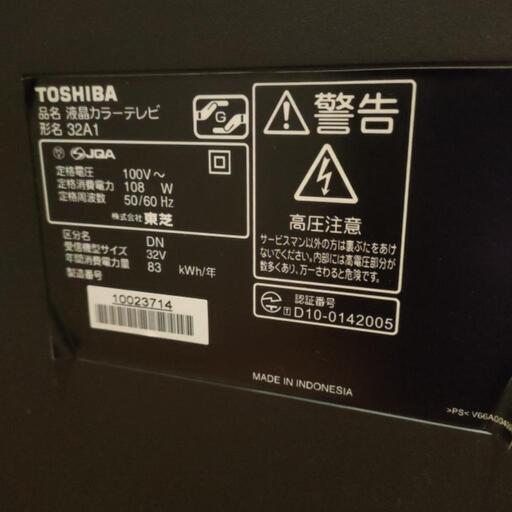 TOSHIBA
品名 液晶カラーテレビ
形名 32A1
G
JQA
定格電圧 100V～
定格消費電力 108 W
定格周波数 50/60 Hz
株式会社 東芝
区分名 DN
受信機型サイズ 32V
年間消費電力量 83 kWh/年
製造番号
10023714
警告
高圧注意
サービスマン以外の方は裏ぶたをあけ
ないでください。内部には高電圧部分が
数多くあり、万一さわると危険です。
認証番号
T D10-0142005
MADE IN INDONESIA
>PS<